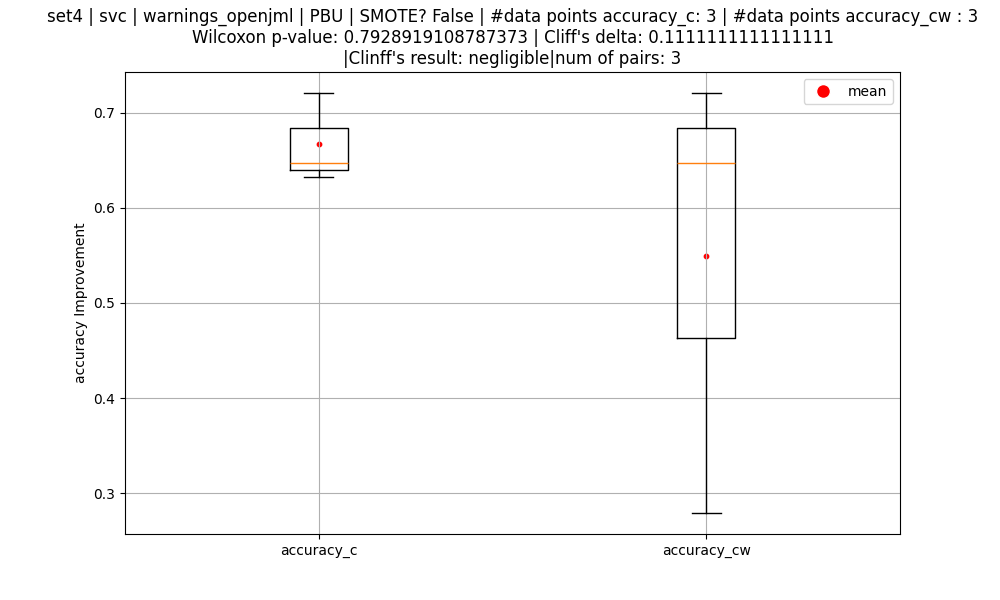 set4 | svc | warnings_openjml | PBU | SMOTE? False | #data points accuracy_c: 3 | #data points accuracy_cw : 3
Wilcoxon p-value: 0.7928919108787373 | Cliff's delta: 0.1111111111111111
|Clinff's result: negligible|num of pairs: 3
mean
0.7
0.6
0.5
0.4
0.3
accuracy Improvement
accuracy_c
accuracy_cw